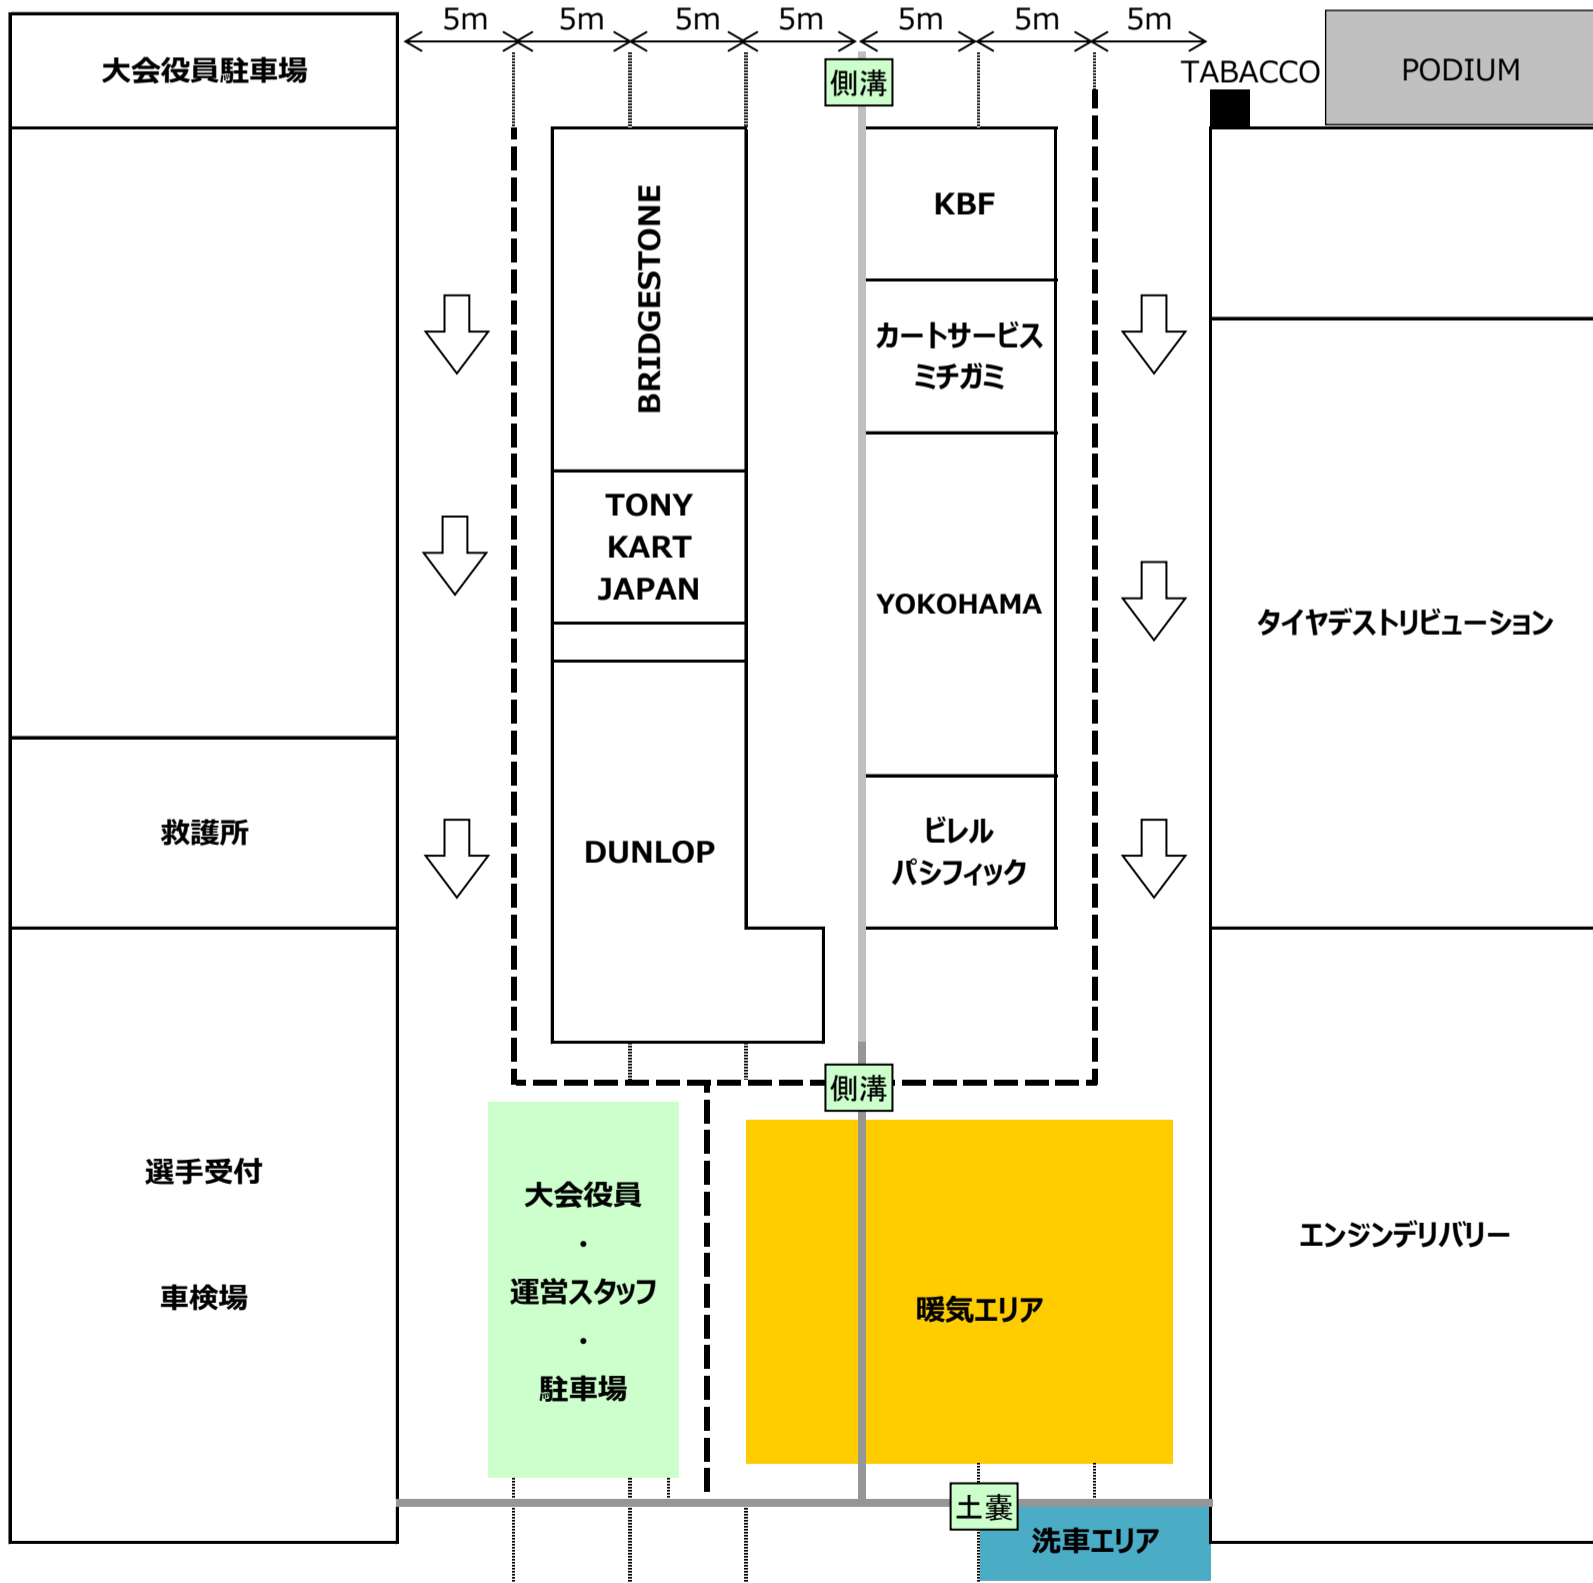 5m
5m
5m
5m
5m
5m
5m
大会役員駐車場
側溝
TABACCO
PODIUM
BRIDGESTONE
KBF
カートサービス
ミチガミ
TONY
KART
JAPAN
YOKOHAMA
タイヤデストリビューション
救護所
DUNLOP
ビレル
パシフィック
側溝
選手受付
車検場
大会役員
・
運営スタッフ
・
駐車場
暖気エリア
エンジンデリバリー
土嚢
洗車エリア